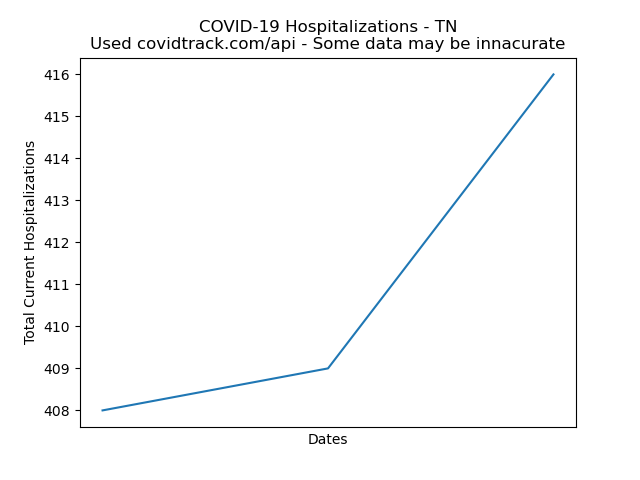 COVID-19 Hospitalizations - TN
Used covidtrack.com/api - Some data may be innacurate
416
415
414
413
412
411
410
409
408
Total Current Hospitalizations
Dates